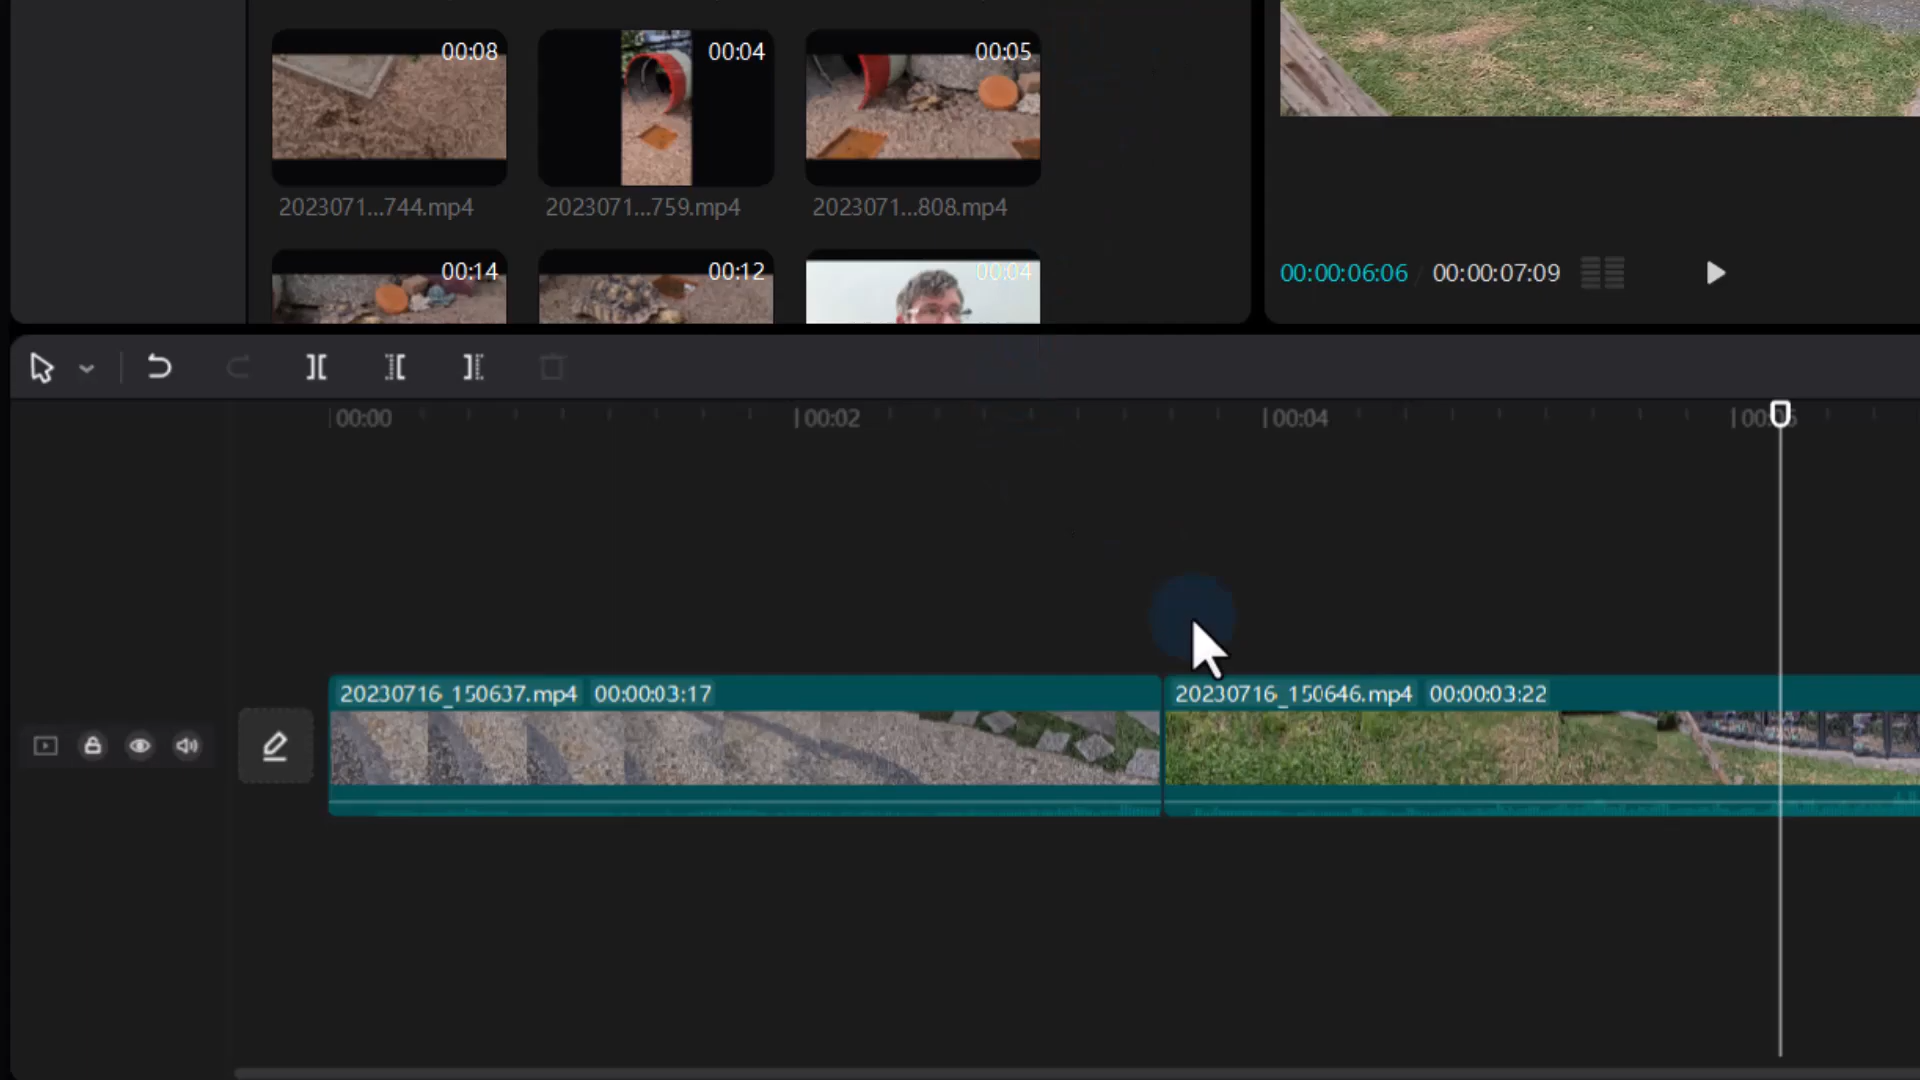 00:08
00:04
00:05
2023071...744.mp4
2023071...759.mp4
2023071...808.mp4
00:14
00:12
00:04
00:00:06:06
00:00:07:09
00:00
00:02
00:04
00:06
20230716_150637.mp4 00:00:03:17
20230716_150646.mp4 00:00:03:22